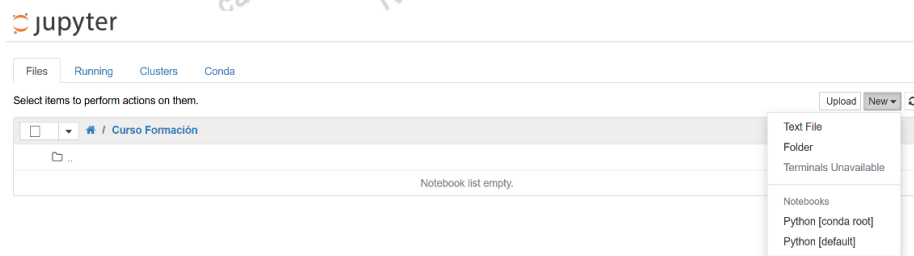 jupyter
Files Running Clusters Conda
Select items to perform actions on them.
Upload New
/ Curso Formación
..
Notebook list empty.
Text File
Folder
Terminals Unavailable
Notebooks
Python [conda root]
Python [default]